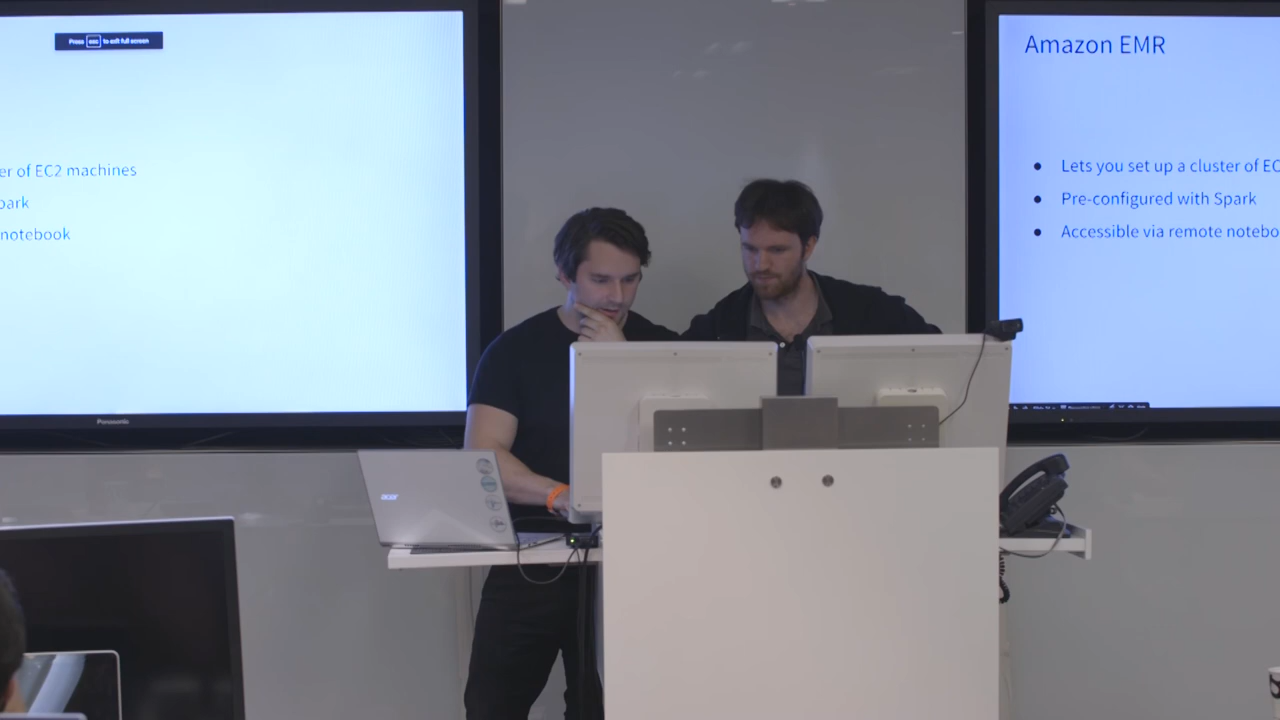 Press esc to exit full screen
er of EC2 machines
park
notebook
Panasonic
acer
Amazon EMR
● Lets you set up a cluster of EC
● Pre-configured with Spark
● Accessible via remote notebo